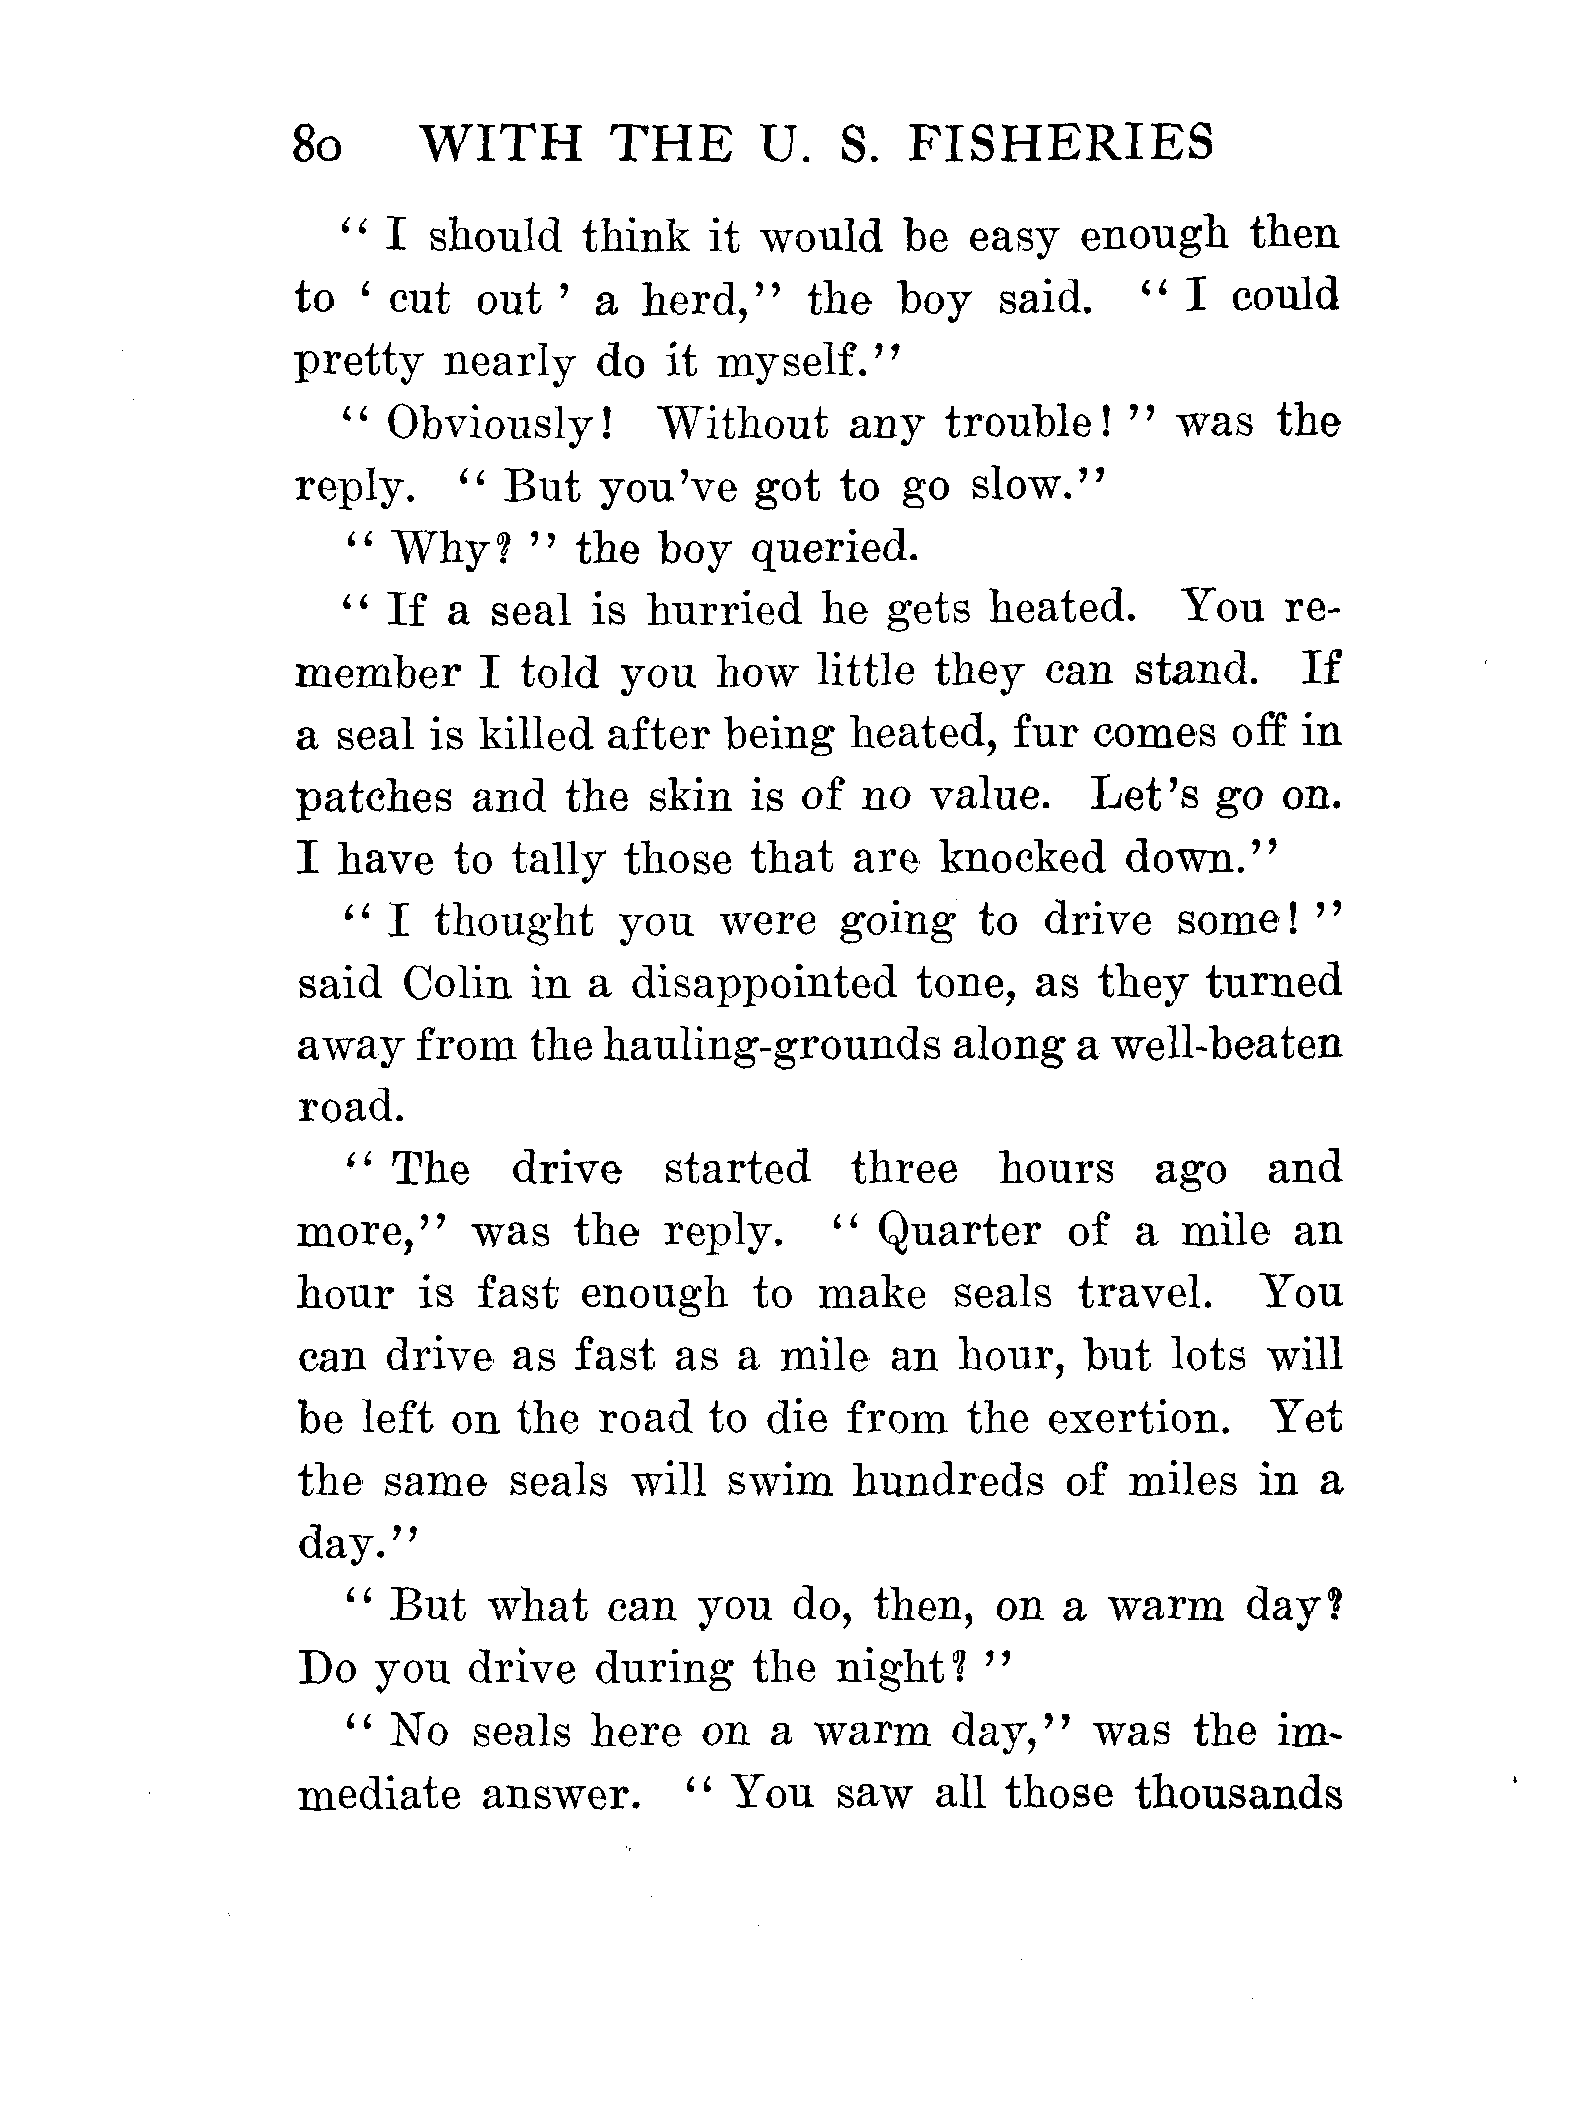 80 WITH THE U. S. FISHERIES
“ I should think it would be easy enough then
to ‘ cut out ’ a herd,” the boy said. “ I could
pretty nearly do it myself.”
“ Obviously! Without any trouble! ” was the
reply. “ But you’ve got to go slow.”
“ Why? ” the boy queried.
“ If a seal is hurried he gets heated. You re-
member I told you how little they can stand. If
a seal is killed after being heated, fur comes off in
patches and the skin is of no value. Let’s go on.
I have to tally those that are knocked down.”
“ I thought you were going to drive some! ”
said Colin in a disappointed tone, as they turned
away from the hauling-grounds along a well-beaten
road.
“ The drive started three hours ago and
more,” was the reply. “ Quarter of a mile an
hour is fast enough to make seals travel. You
can drive as fast as a mile an hour, but lots will
be left on the road to die from the exertion. Yet
the same seals will swim hundreds of miles in a
day.”
“ But what can you do, then, on a warm day?
Do you drive during the night? ”
“ No seals here on a warm day,” was the im-
mediate answer. “ You saw all those thousands